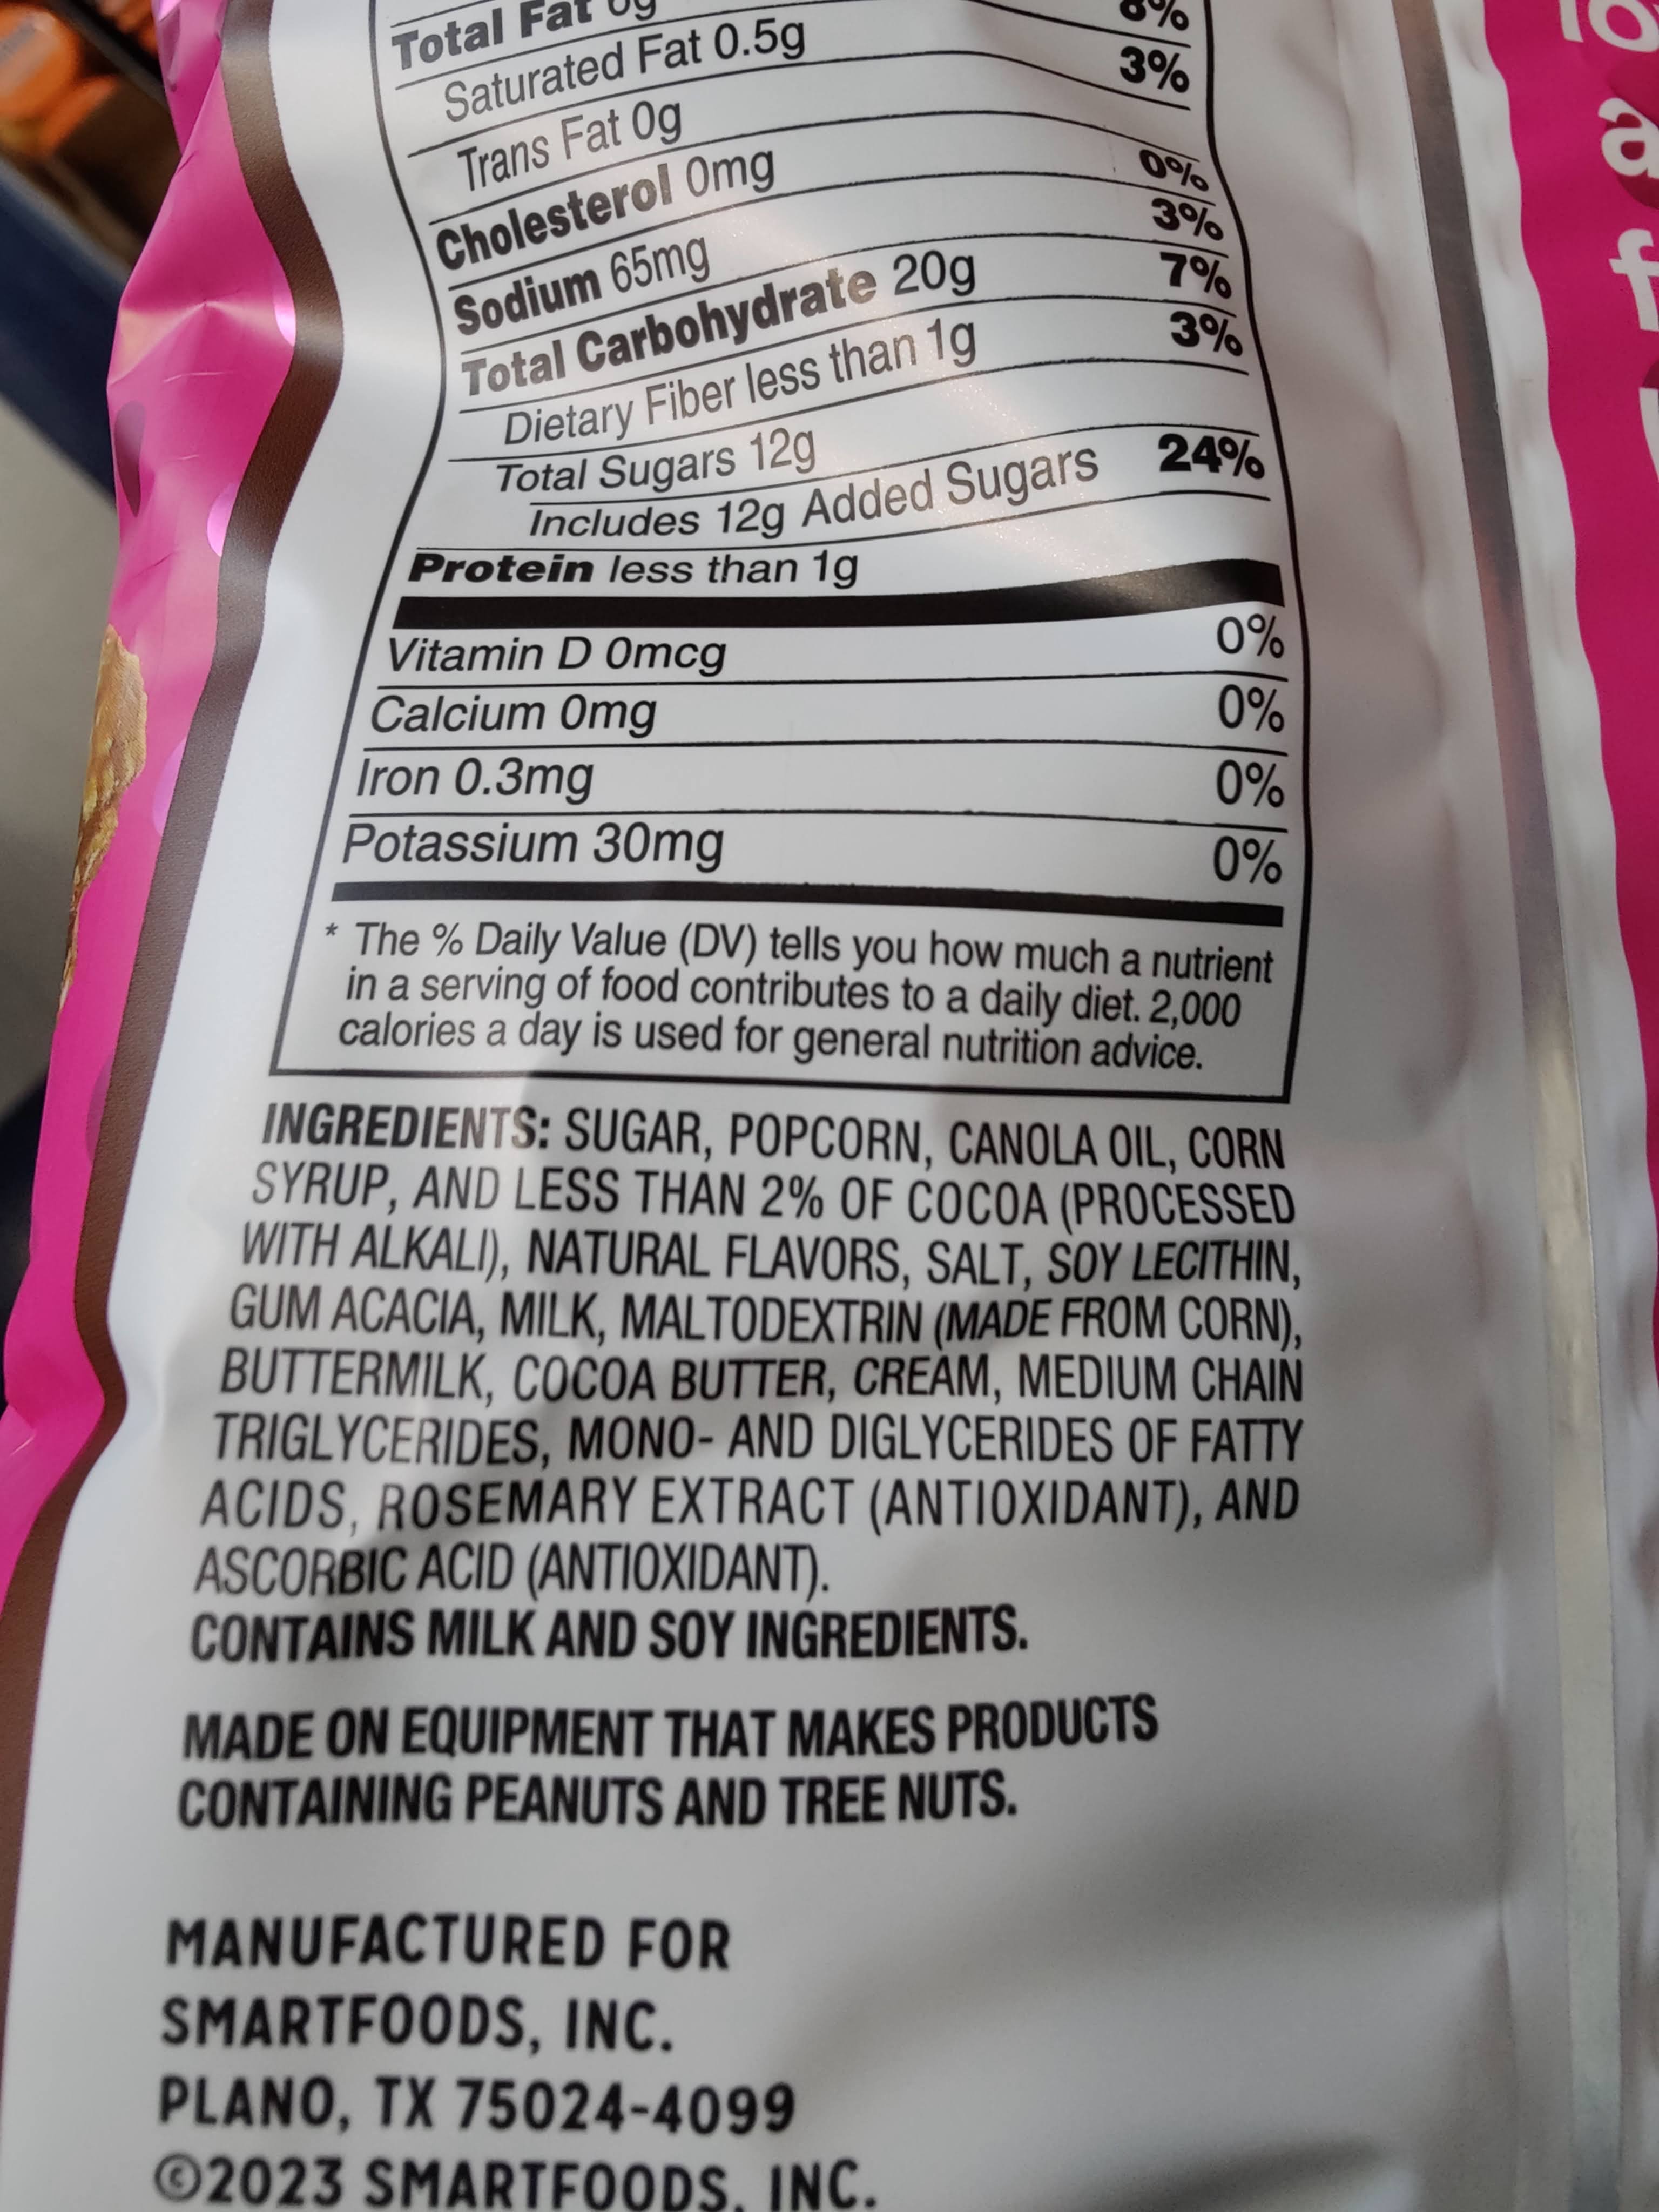 Total Fat
Saturated Fat 0.5g 3%
Trans Fat 0g
Cholesterol 0mg 0%
Sodium 65mg 3%
Total Carbohydrate 20g 7%
Dietary Fiber less than 1g 3%
Total Sugars 12g
Includes 12g Added Sugars 24%
Protein less than 1g
Vitamin D 0mcg 0%
Calcium 0mg 0%
Iron 0.3mg 0%
Potassium 30mg 0%
* The % Daily Value (DV) tells you how much a nutrient
in a serving of food contributes to a daily diet. 2,000
calories a day is used for general nutrition advice.
INGREDIENTS: SUGAR, POPCORN, CANOLA OIL, CORN
SYRUP, AND LESS THAN 2% OF COCOA (PROCESSED
WITH ALKALI), NATURAL FLAVORS, SALT, SOY LECITHIN,
GUM ACACIA, MILK, MALTODEXTRIN (MADE FROM CORN),
BUTTERMILK, COCOA BUTTER, CREAM, MEDIUM CHAIN
TRIGLYCERIDES, MONO- AND DIGLYCERIDES OF FATTY
ACIDS, ROSEMARY EXTRACT (ANTIOXIDANT), AND
ASCORBIC ACID (ANTIOXIDANT).
CONTAINS MILK AND SOY INGREDIENTS.
MADE ON EQUIPMENT THAT MAKES PRODUCTS
CONTAINING PEANUTS AND TREE NUTS.
MANUFACTURED FOR
SMARTFOODS, INC.
PLANO, TX 75024-4099
©2023 SMARTFOODS, INC.